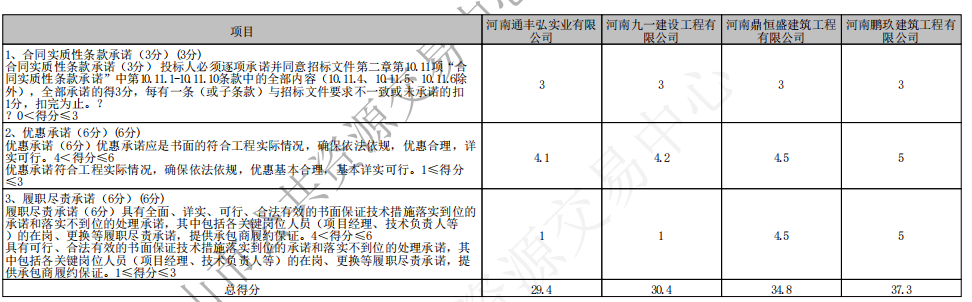 项目 河南通丰弘实业有限公司 河南九一建设工程有限公司 河南鼎恒盛建筑工程有限公司 河南鹏玖建筑工程有限公司
1、合同实质性条款承诺（3分）(3分)
合同实质性条款承诺（3分） 投标人必须逐项承诺并同意招标文件第二章第10.11项“合
同实质性条款承诺”中第10.11.1-10.11.10条款中的全部内容（10.11.4、10.11.5、10.11.6除
外），全部承诺的得3分，每有一条（或子条款）与招标文件要求不一致或未承诺的扣
1分，扣完为止。?
? 0＜得分≤3
3 3 3 3
2、优惠承诺（6分）(6分)
优惠承诺（6分）优惠承诺应是书面的符合工程实际情况，确保依法依规，优惠合理，详
实可行。4＜得分≤6
优惠承诺符合工程实际情况，确保依法依规，优惠基本合理，基本详实可行。1≤得分
≤3
4.1 4.2 4.5 5
3、履职尽责承诺（6分）(6分)
履职尽责承诺（6分）具有全面、详实、可行、合法有效的书面保证技术措施落实到位的
承诺和落实不到位的处理承诺，其中包括各关键岗位人员（项目经理、技术负责人等
）的在岗、更换等履职尽责承诺，提供承包商履约保证。4＜得分≤6
具有可行、合法有效的书面保证技术措施落实到位的承诺和落实不到位的处理承诺，其
中包括各关键岗位人员（项目经理、技术负责人等）的在岗、更换等履职尽责承诺，提
供承包商履约保证。1≤得分≤3
1 1 4.5 5
总得分 29.4 30.4 34.8 37.3